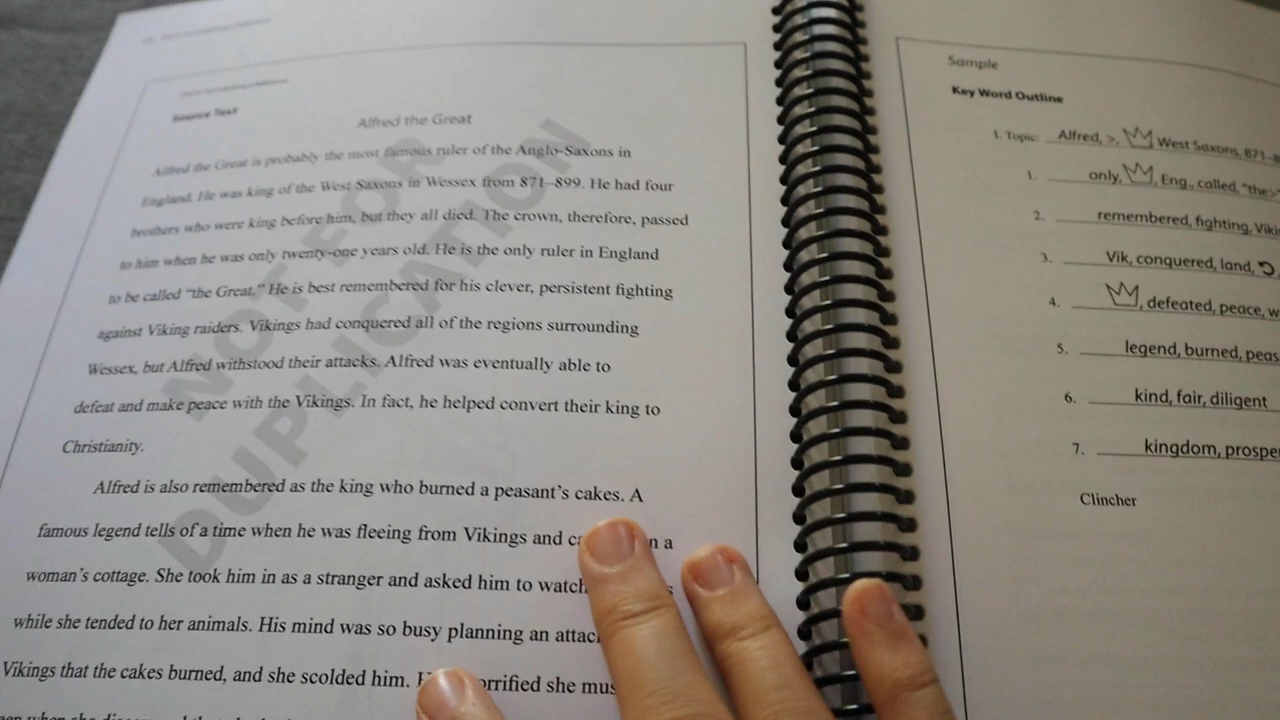 Source Text
Alfred the Great
Alfred the Great is probably the most famous ruler of the Anglo-Saxons in
England. He was king of the West Saxons in Wessex from 871–899. He had four
brothers who were king before him, but they all died. The crown, therefore, passed
to him when he was only twenty-one years old. He is the only ruler in England
to be called "the Great." He is best remembered for his clever, persistent fighting
against Viking raiders. Vikings had conquered all of the regions surrounding
Wessex, but Alfred withstood their attacks. Alfred was eventually able to
defeat and make peace with the Vikings. In fact, he helped convert their king to
Christianity.
Alfred is also remembered as the king who burned a peasant's cakes. A
famous legend tells of a time when he was fleeing from Vikings and a
woman's cottage. She took him in as a stranger and asked him to watch
while she tended to her animals. His mind was so busy planning an
Vikings that the cakes burned, and she scolded him.
NOT FOR
DUPLICATION
Sample
Key Word Outline
I. Topic: Alfred, >, West Saxons, 871–
1. only, , Eng., called, "the>
2. remembered, fighting,
3. Vik, conquered, land,
4. , defeated, peace,
5. legend, burned,
6. kind, fair, diligent
7. kingdom,
Clincher